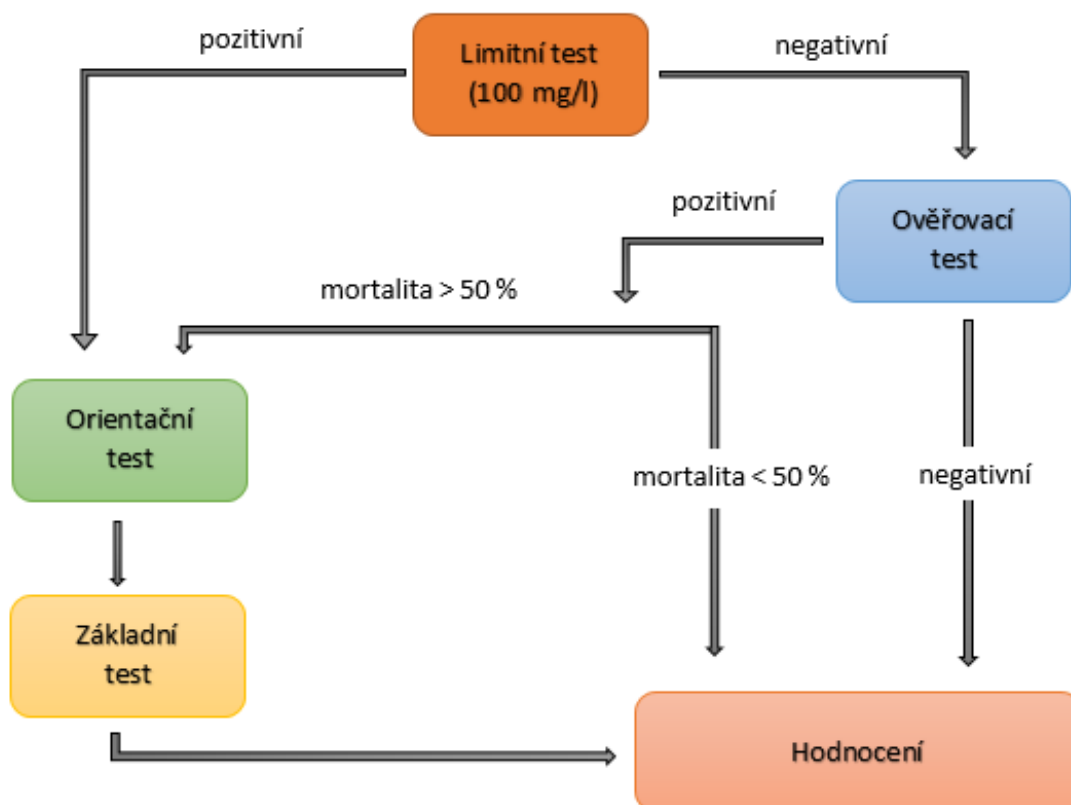 pozitivní
Limitní test
(100 mg/l)
negativní
pozitivní
Ověřovací
test
mortalita > 50 %
Orientační
test
mortalita < 50 %
negativní
Základní
test
Hodnocení